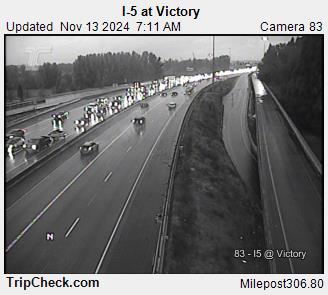 I-5 at Victory
Updated Nov 13 2024 7:11 AM
Camera 83
N
83 - I5 @ Victory
TripCheck.com
Milepost306.80